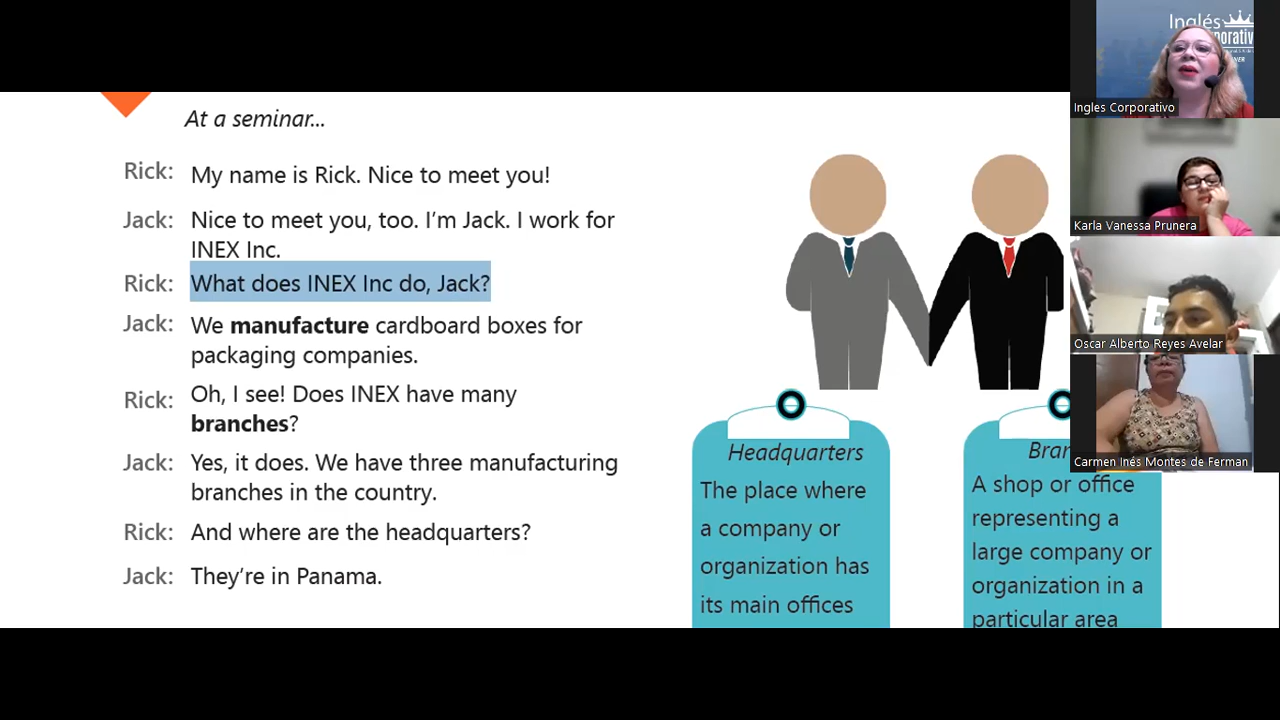 At a seminar...
Rick: My name is Rick. Nice to meet you!
Jack: Nice to meet you, too. I'm Jack. I work for
INEX Inc.
Rick: What does INEX Inc do, Jack?
Jack: We manufacture cardboard boxes for
packaging companies.
Rick: Oh, I see! Does INEX have many
branches?
Jack: Yes, it does. We have three manufacturing
branches in the country.
Rick: And where are the headquarters?
Jack: They're in Panama.
Headquarters
The place where
a company or
organization has
its main offices
A shop or office
representing a
large company or
organization in a
particular area
Inglés
Ingles Corporativo
Karla Vanessa Prunera
Oscar Alberto Reyes Avelar
Carmen Inés Montes de Ferman